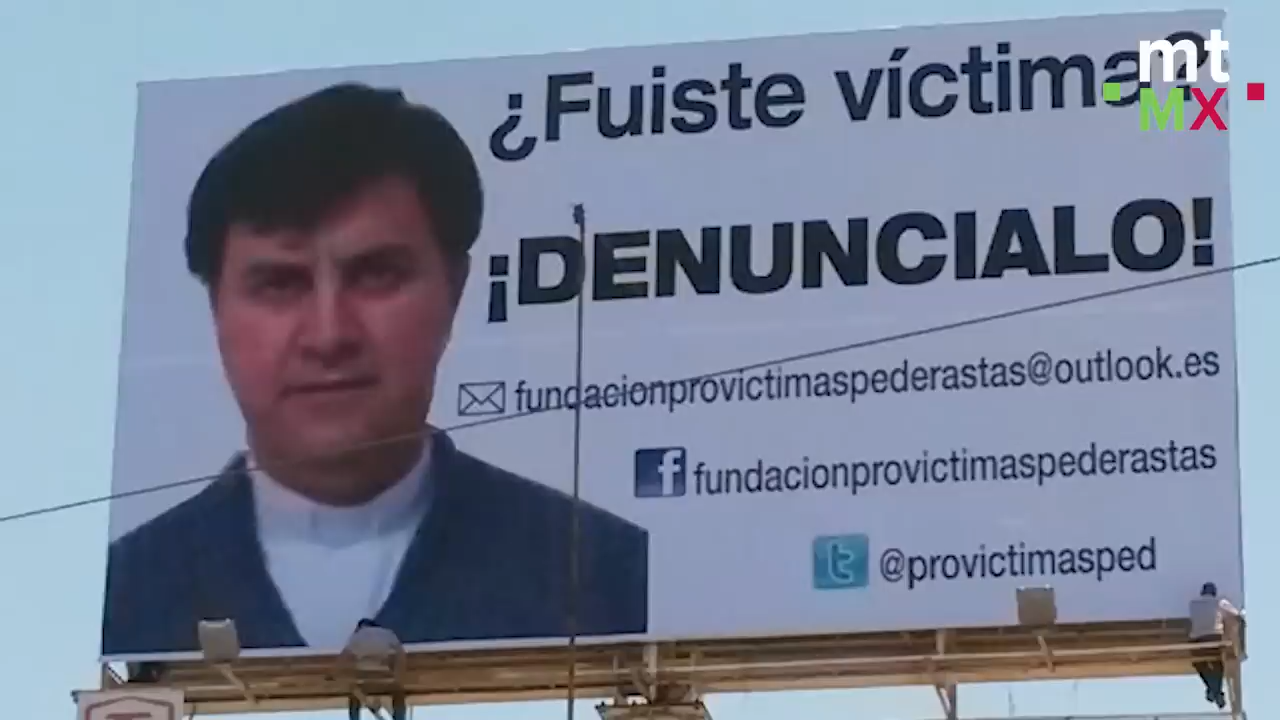 ¿Fuiste víctima?
mt
MX
¡DENUNCIALO!
fundacionprovictimaspederastas@outlook.es
f fundacionprovictimaspederastas
t @provictimasped